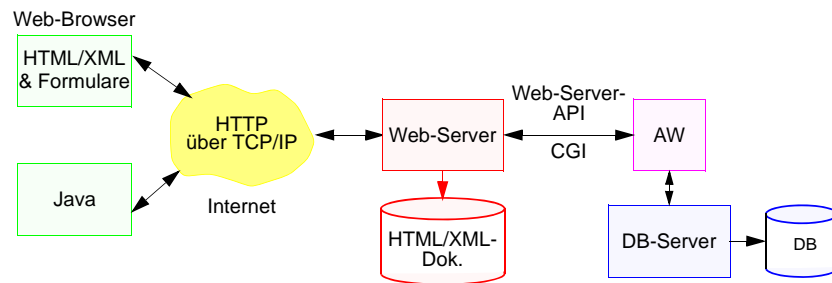 Web-Browser
HTML/XML
& Formulare
Java
HTTP
über TCP/IP
Internet
Web-Server
HTML/XML-
Dok.
Web-Server-
API
CGI
AW
DB-Server
DB